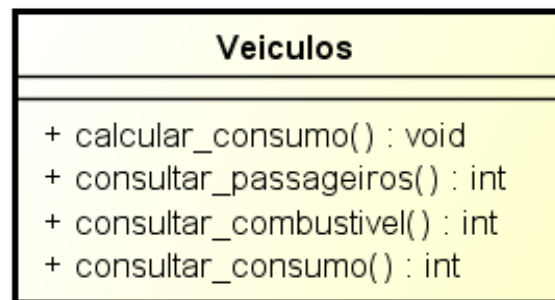 Veiculos
+ calcular_consumo() : void
+ consultar_passageiros() : int
+ consultar_combustivel() : int
+ consultar_consumo() : int